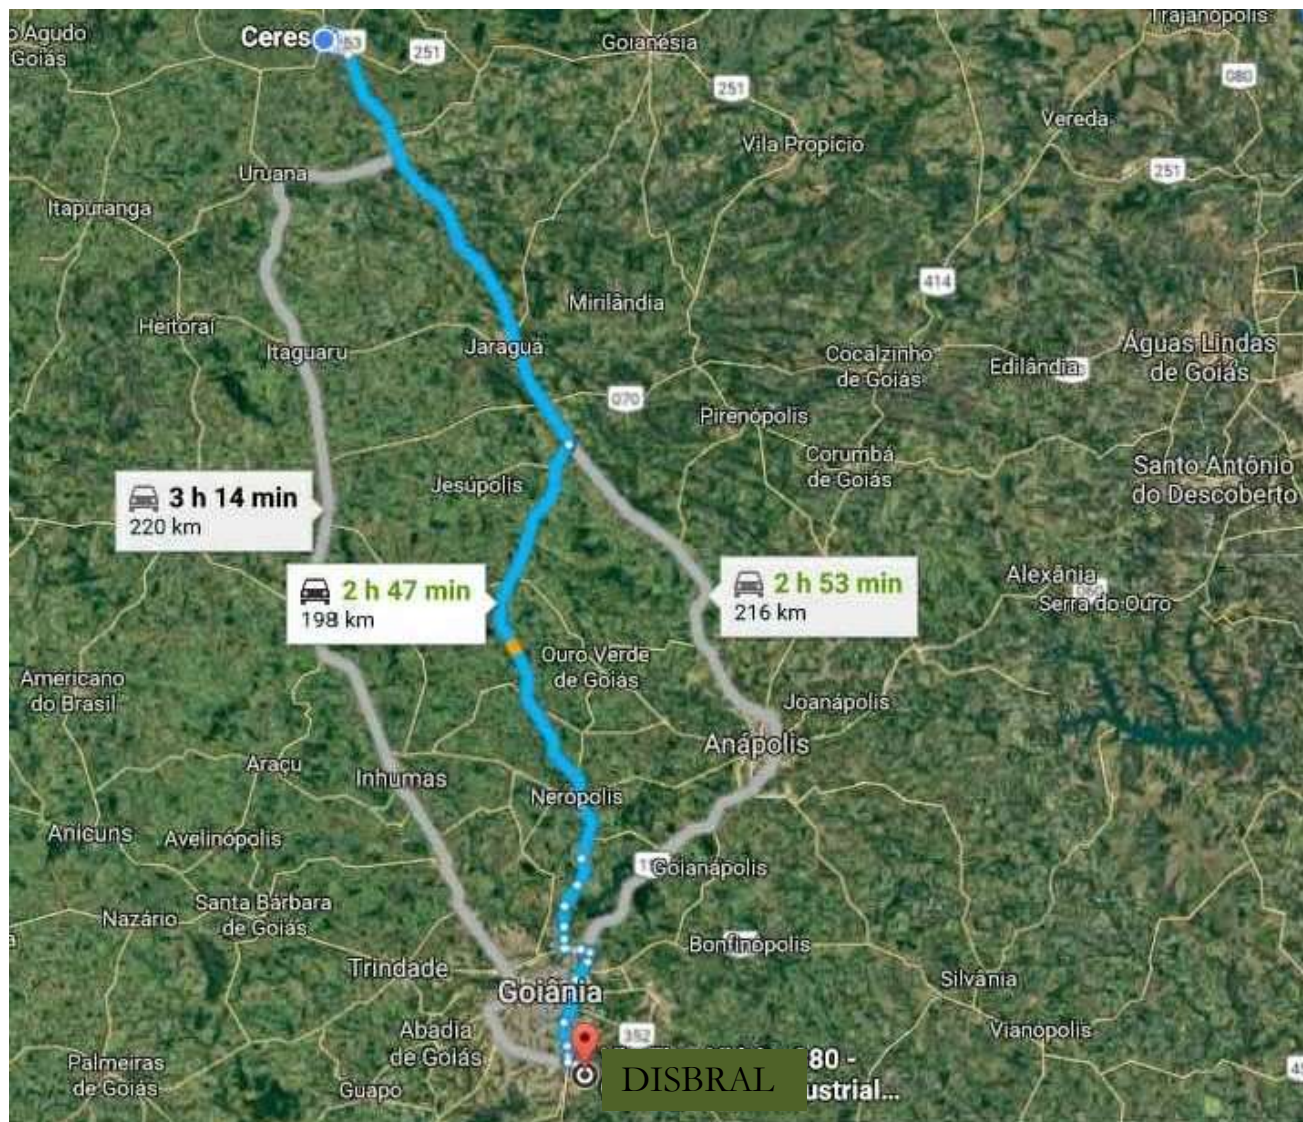 Trajanópolis
Agudo
Goiás
Ceres
53
251
Goianésia
251
080
Vereda
Vila Propício
251
Uruana
Itapuranga
414
Mirilândia
Heitoraí
Itaguaru
Jaraguá
Cocalzinho
de Goiás
Edilândia
Águas Lindas
de Goiás
070
Pirenópolis
Corumbá
de Goiás
Santo Antônio
do Descoberto
Jesúpolis
3 h 14 min
220 km
2 h 47 min
198 km
2 h 53 min
216 km
Alexânia
Serra do Ouro
Ouro Verde
de Goiás
Americano
do Brasil
Joanápolis
Anápolis
Araçu
Inhumas
Nerópolis
Anicuns
Avelinópolis
Goianápolis
Santa Bárbara
de Goiás
Nazário
Bonfinópolis
Trindade
Silvânia
Goiânia
Abadia
de Goiás
352
Vianópolis
Palmeiras
de Goiás
Guapo
80 -
DISBRAL
ustrial...